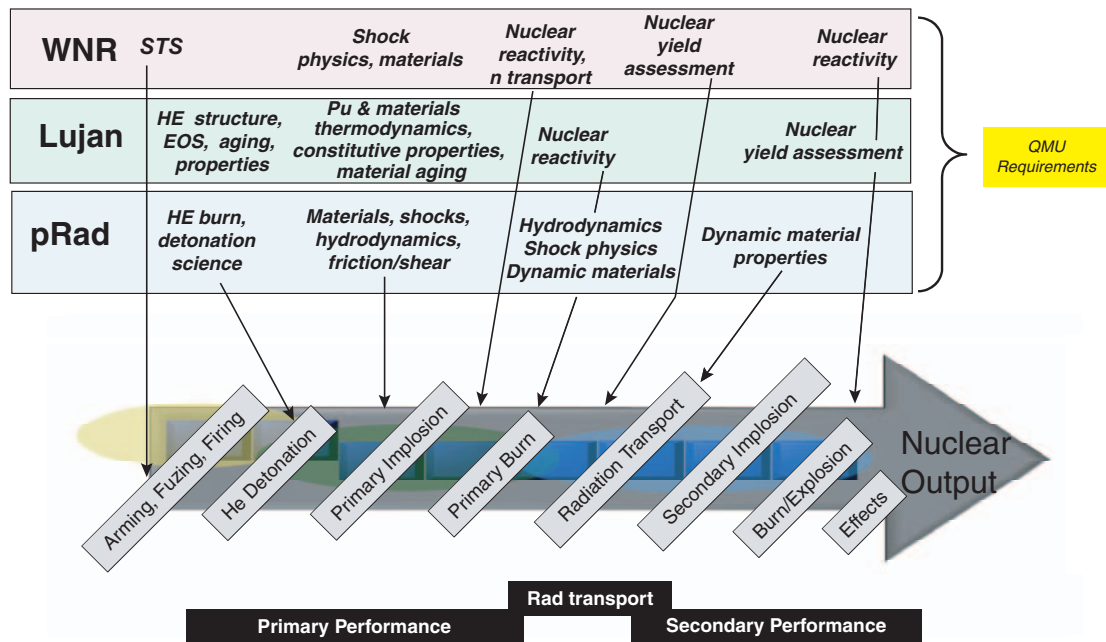 WNR
STS
Shock
physics, materials
Nuclear
reactivity,
n transport
Nuclear
yield
assessment
Nuclear
reactivity
Lujan
HE structure,
EOS, aging,
properties
Pu & materials
thermodynamics,
constitutive properties,
material aging
Nuclear
reactivity
Nuclear
yield assessment
QMU
Requirements
pRad
HE burn,
detonation
science
Materials, shocks,
hydrodynamics,
friction/shear
Hydrodynamics
Shock physics
Dynamic materials
Dynamic material
properties
Arming, Fuzing, Firing
He Detonation
Primary Implosion
Primary Burn
Radiation Transport
Secondary Implosion
Burn/Explosion
Effects
Nuclear
Output
Rad transport
Primary Performance
Secondary Performance